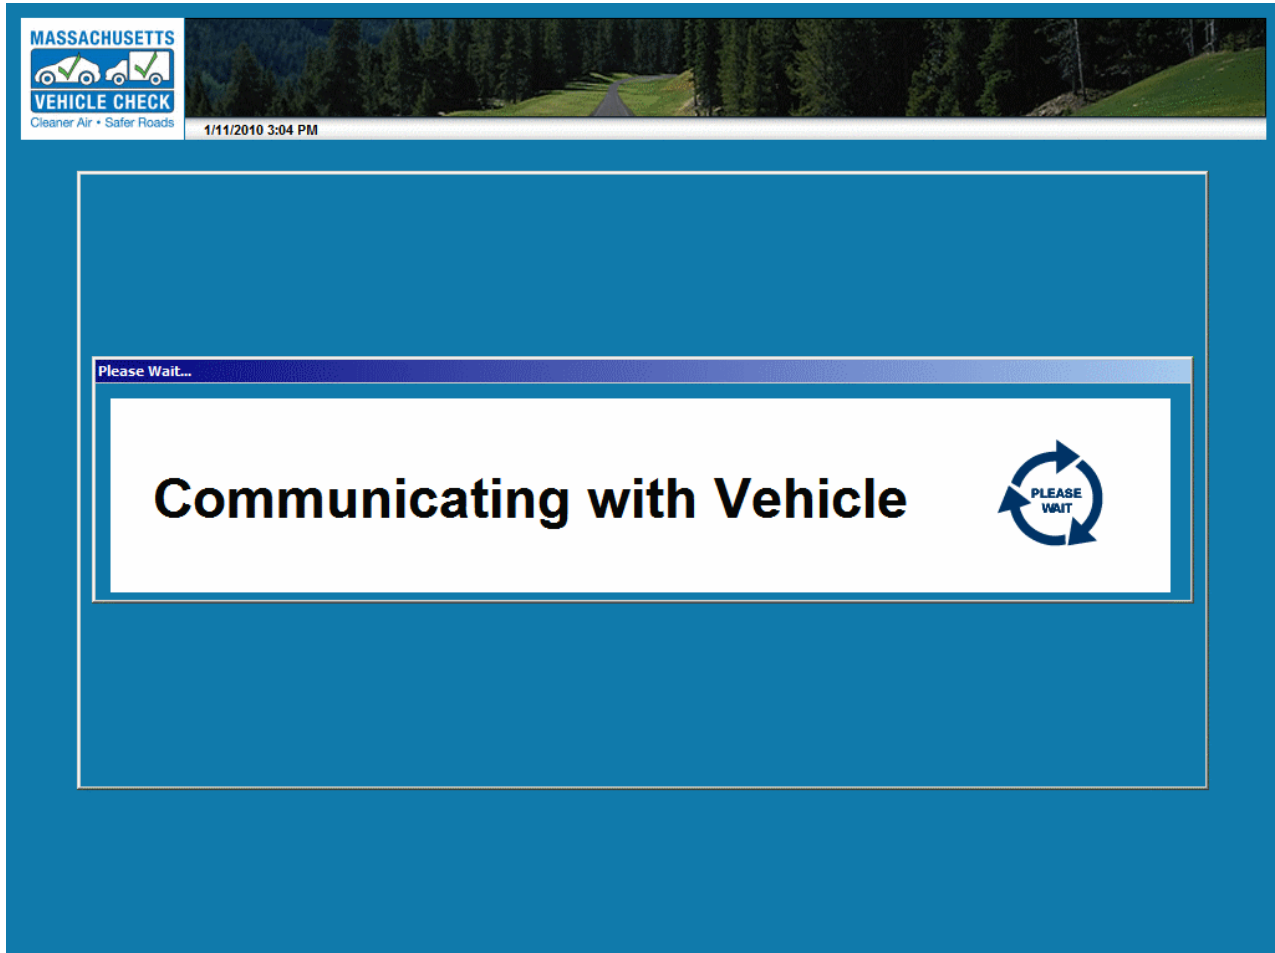 MASSACHUSETTS
VEHICLE CHECK
Cleaner Air • Safer Roads
1/11/2010 3:04 PM
Please Wait...
Communicating with Vehicle
PLEASE
WAIT